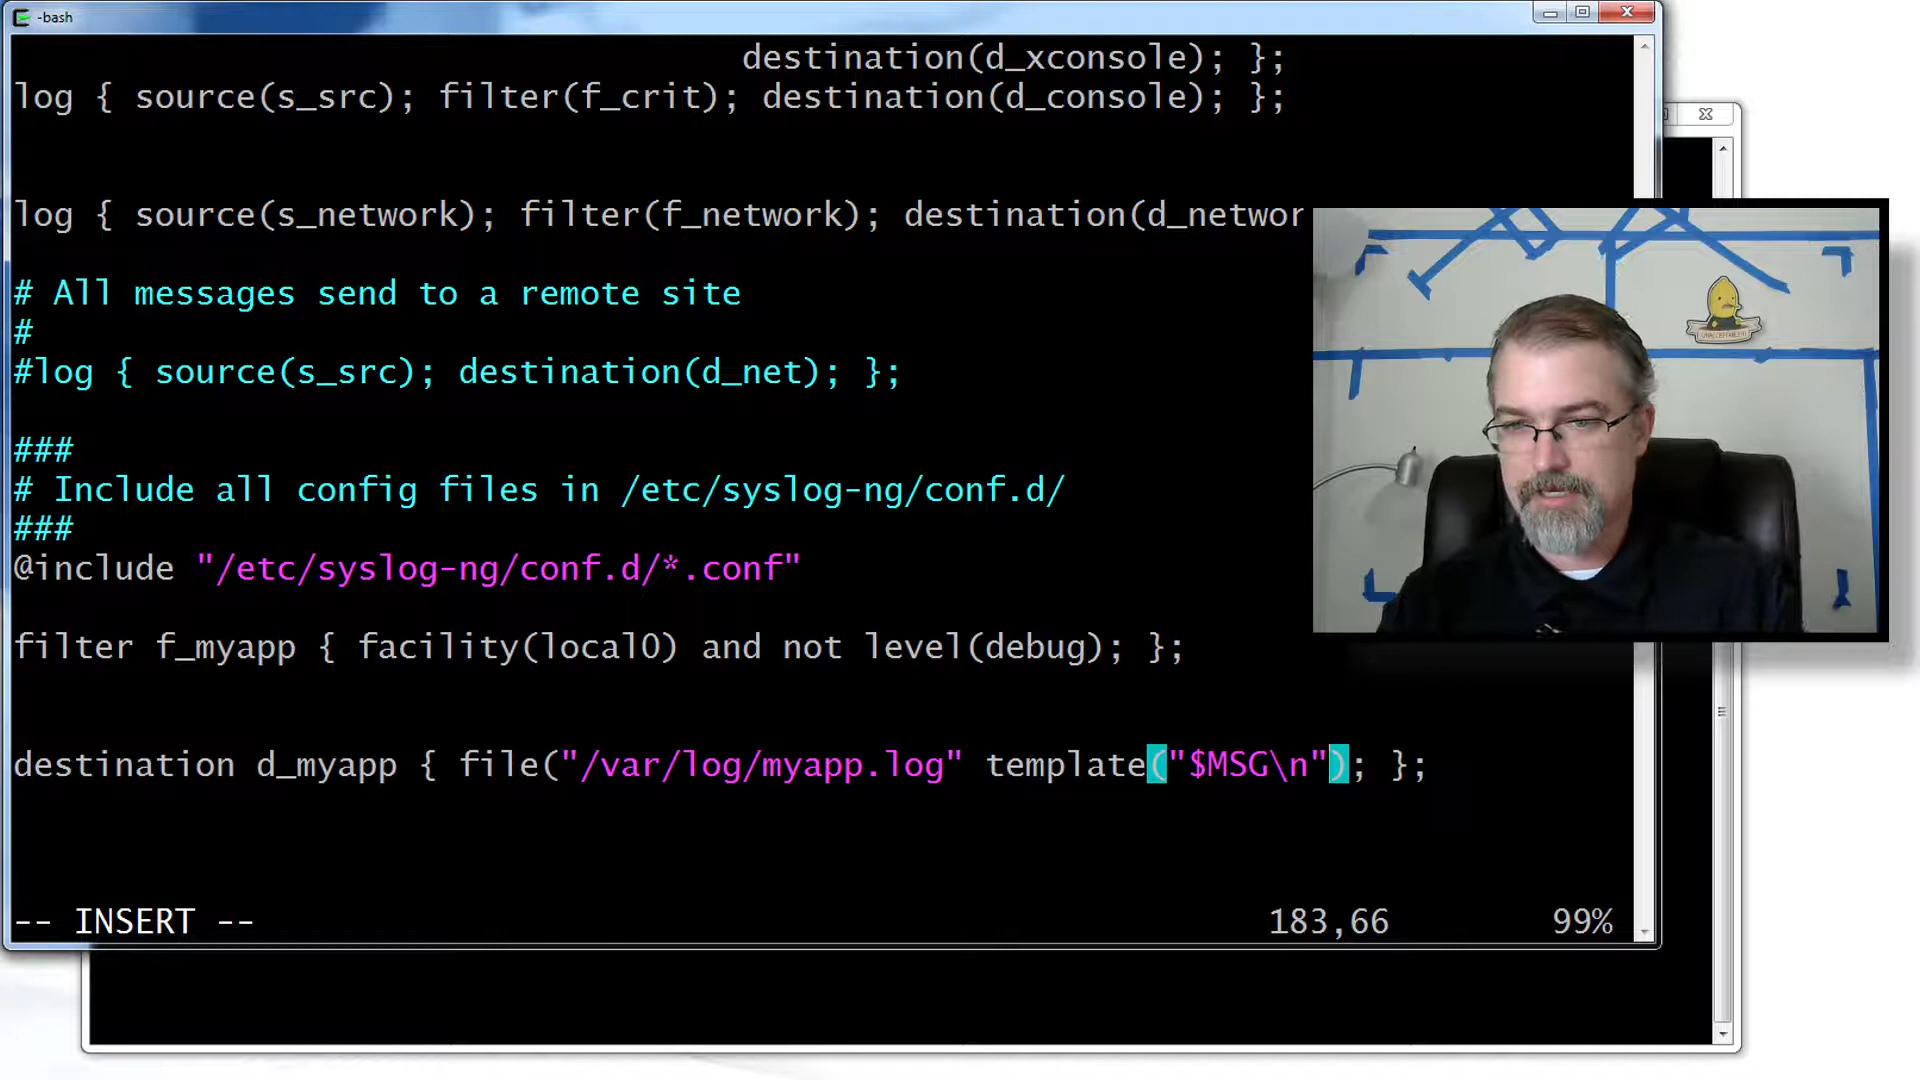 -bash
destination(d_xconsole); };
log { source(s_src); filter(f_crit); destination(d_console); };
log { source(s_network); filter(f_network); destination(d_networ
# All messages send to a remote site
#
#log { source(s_src); destination(d_net); };
###
# Include all config files in /etc/syslog-ng/conf.d/
###
@include "/etc/syslog-ng/conf.d/*.conf"
filter f_myapp { facility(local0) and not level(debug); };
destination d_myapp { file("/var/log/myapp.log" template("$MSG\n"); };
-- INSERT -- 183,66 99%